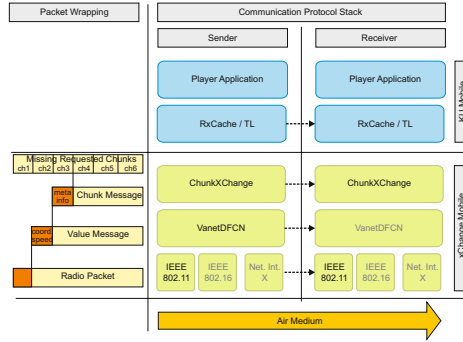 Packet Wrapping
Communication Protocol Stack
Sender
Receiver
Player Application
Player Application
RxCache / TL
RxCache / TL
KU Mobile
Missing Requested Chunks
ch1 ch2 ch3 ch4 ch5 ch6
meta
info
Chunk Message
ChunkXChange
ChunkXChange
coord
speed
Value Message
VanetDFCN
VanetDFCN
xChange Mobile
Radio Packet
IEEE
802.11
IEEE
802.16
Net. Int.
X
IEEE
802.11
IEEE
802.16
Net. Int.
X
Air Medium